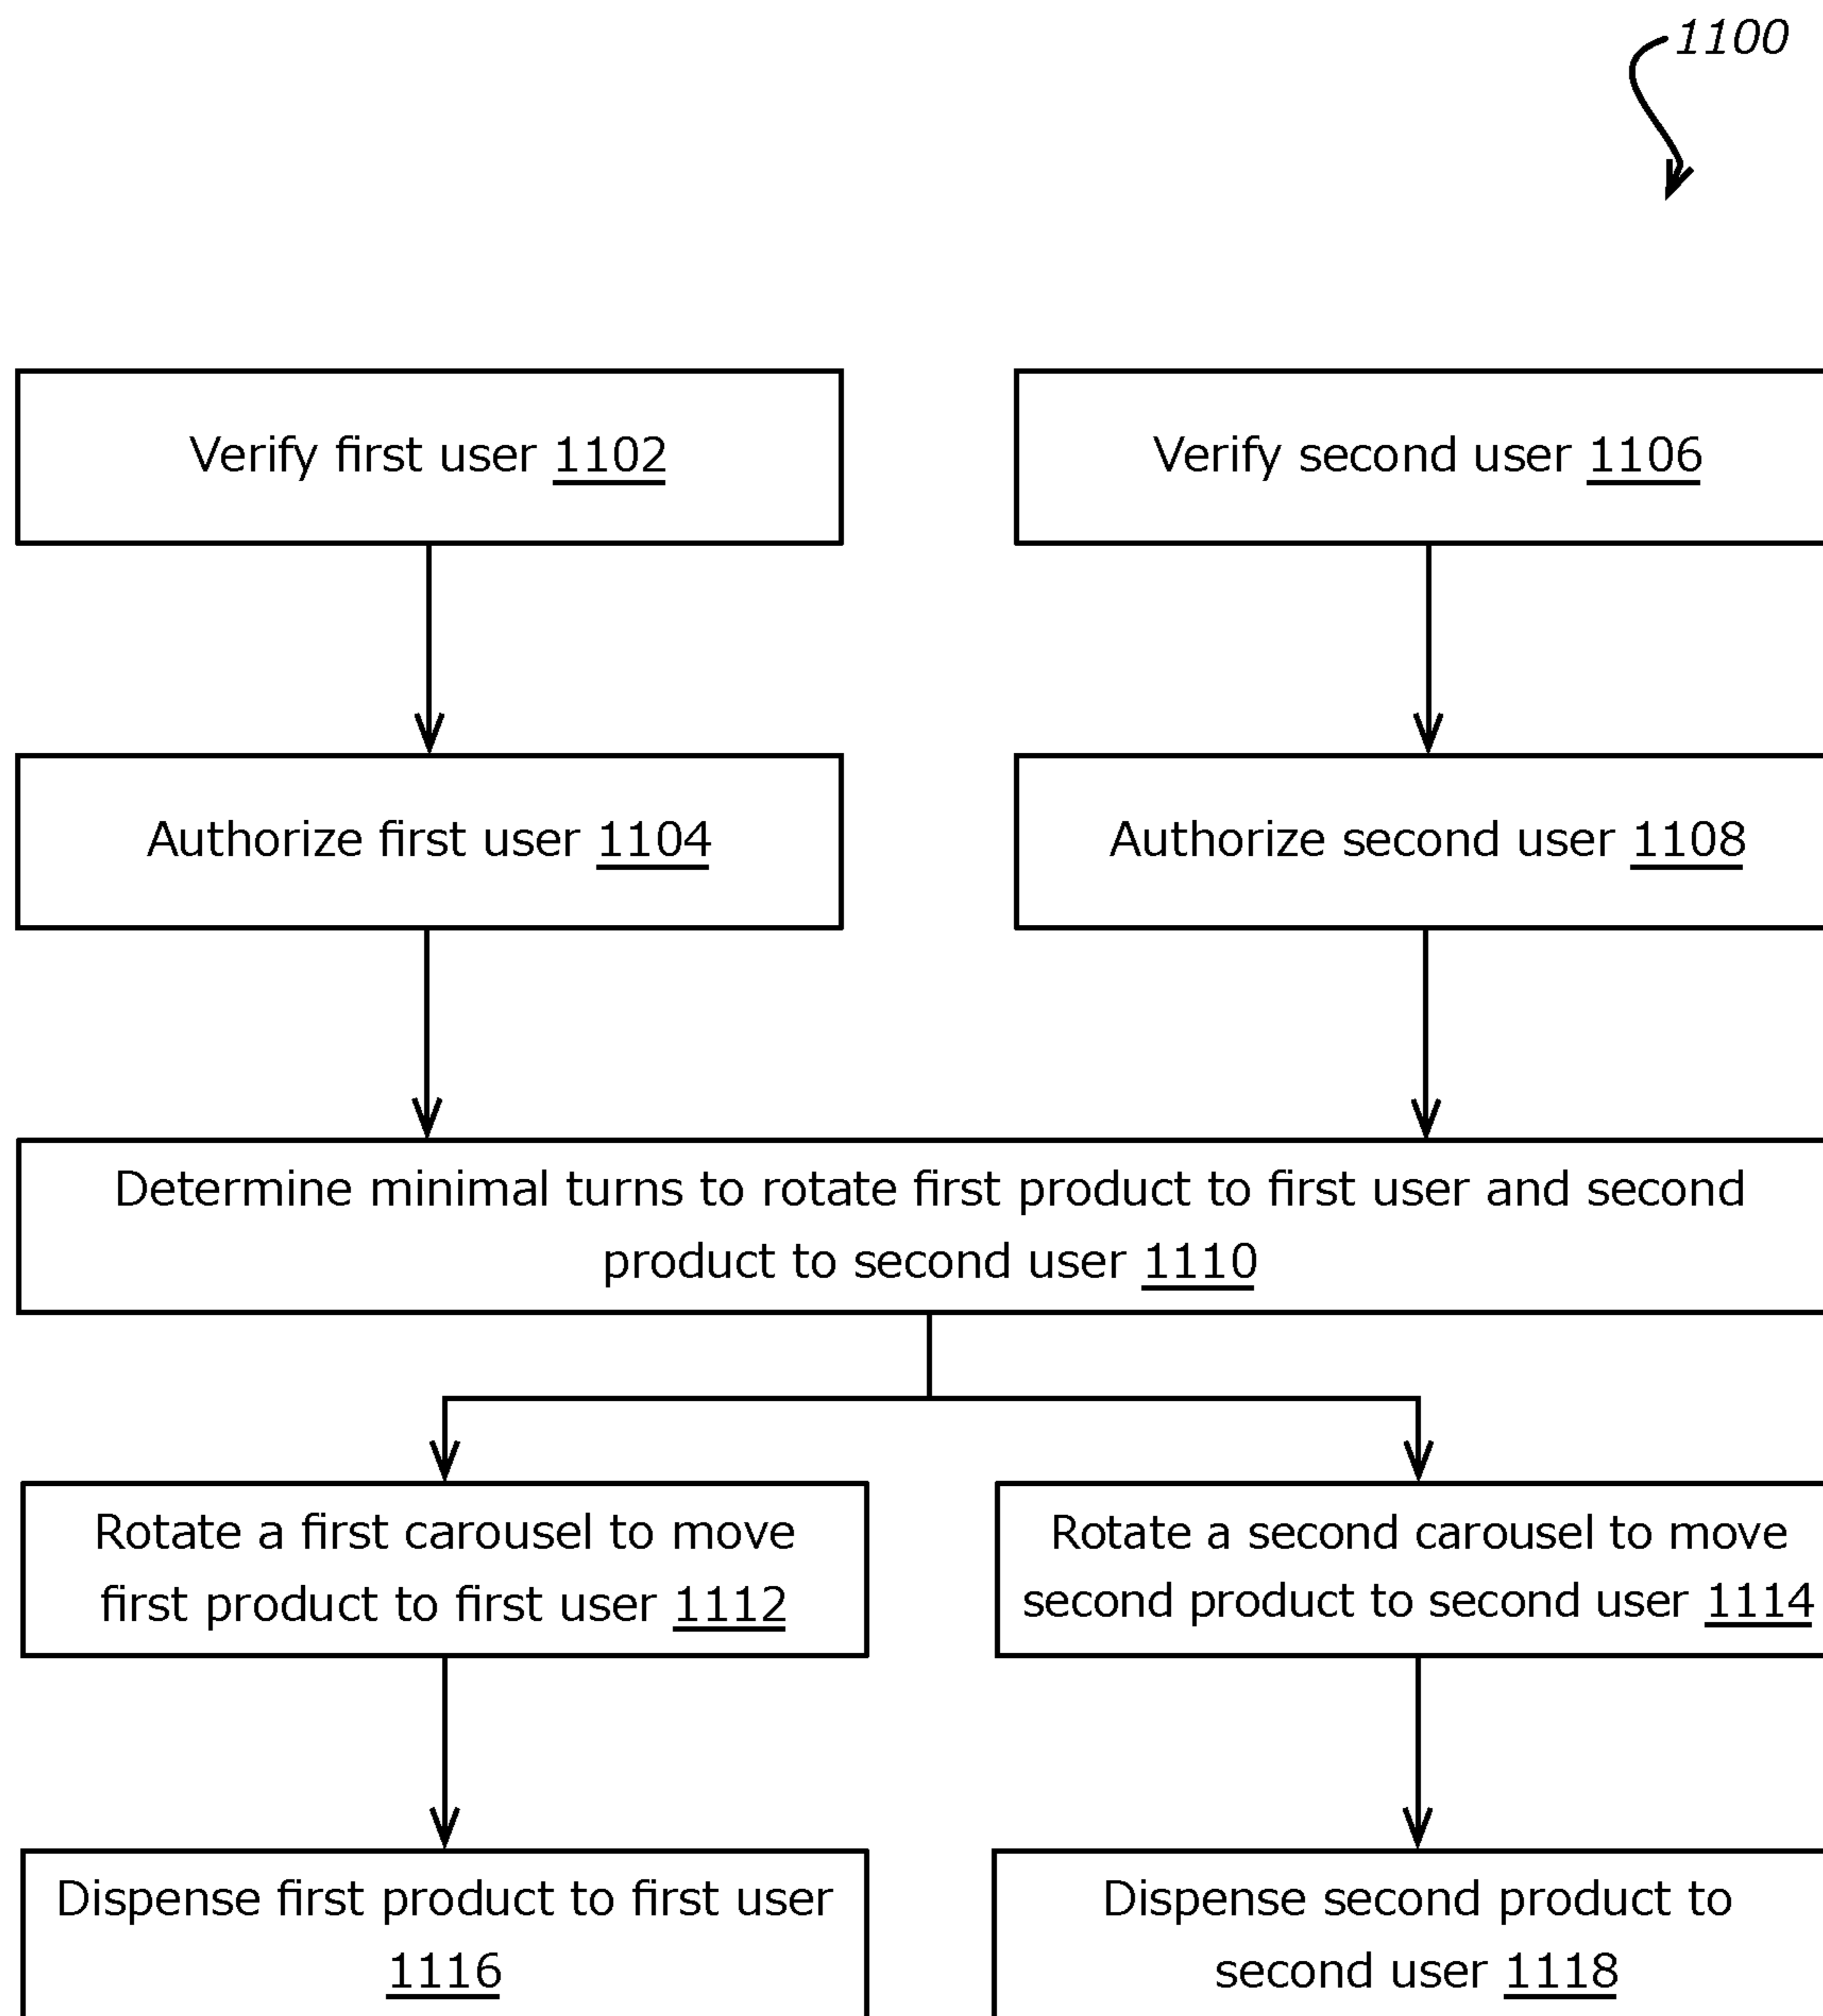 1100
Verify first user 1102
Verify second user 1106
Authorize first user 1104
Authorize second user 1108
Determine minimal turns to rotate first product to first user and second
product to second user 1110
Rotate a first carousel to move
first product to first user 1112
Rotate a second carousel to move
second product to second user 1114
Dispense first product to first user
1116
Dispense second product to
second user 1118